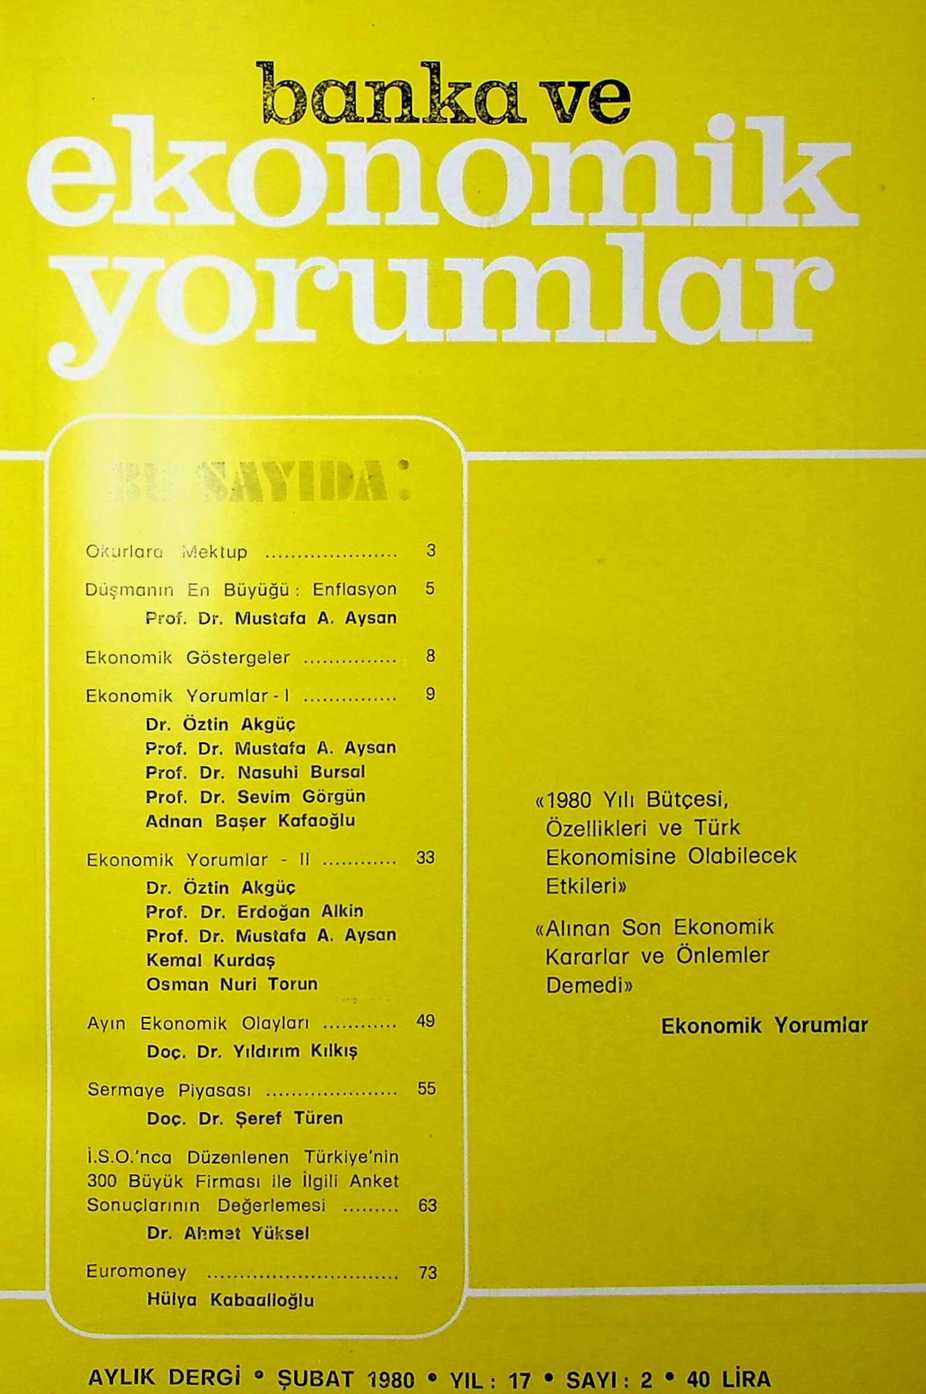 banka ve
ekonomik
yorumlar
BU SAYIDA:
Okurlara Mektup ..................... 3
Düşmanın En Büyüğü : Enflasyon 5
Prof. Dr. Mustafa A. Aysan
Ekonomik Göstergeler ............... 8
Ekonomik Yorumlar - I ............... 9
Dr. Öztin Akgüç
Prof. Dr. Mustafa A. Aysan
Prof. Dr. Nasuhi Bursal
Prof. Dr. Sevim Görgün
Adnan Başer Kafaoğlu
Ekonomik Yorumlar - II ............ 33
Dr. Öztin Akgüç
Prof. Dr. Erdoğan Alkin
Prof. Dr. Mustafa A. Aysan
Kemal Kurdaş
Osman Nuri Torun
Ayın Ekonomik Olayları ............ 49
Doç. Dr. Yıldırım Kılkış
Sermaye Piyasası ..................... 55
Doç. Dr. Şeref Türen
İ.S.O.'nca Düzenlenen Türkiye'nin
300 Büyük Firması ile İlgili Anket
Sonuçlarının Değerlemesi ......... 63
Dr. Ahmet Yüksel
Euromoney .............................. 73
Hülya Kabaalioğlu
«1980 Yılı Bütçesi,
Özellikleri ve Türk
Ekonomisine Olabilecek
Etkileri»
«Alınan Son Ekonomik
Kararlar ve Önlemler
Demedi»
Ekonomik Yorumlar
AYLIK DERGİ • ŞUBAT 1980 • YIL : 17 • SAYI : 2 • 40 LİRA